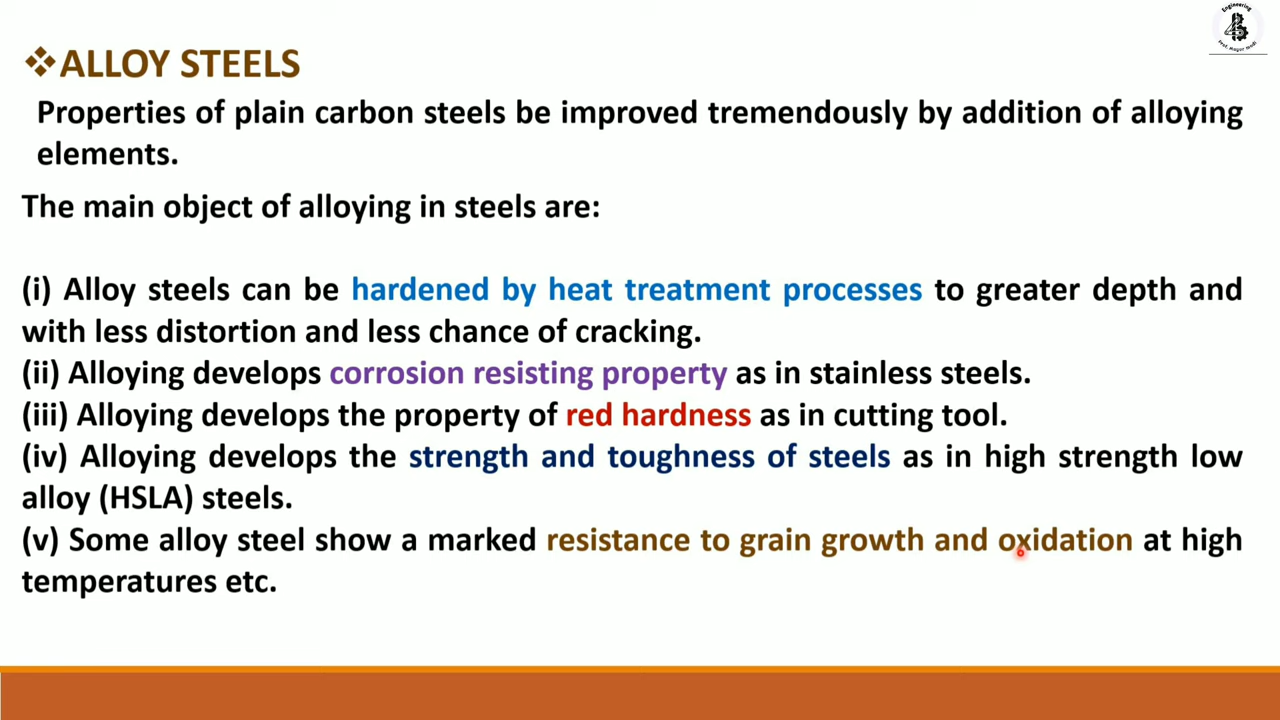 Engineering
Prof. Mayur Modi
❖ALLOY STEELS
Properties of plain carbon steels be improved tremendously by addition of alloying
elements.
The main object of alloying in steels are:
(i) Alloy steels can be hardened by heat treatment processes to greater depth and
with less distortion and less chance of cracking.
(ii) Alloying develops corrosion resisting property as in stainless steels.
(iii) Alloying develops the property of red hardness as in cutting tool.
(iv) Alloying develops the strength and toughness of steels as in high strength low
alloy (HSLA) steels.
(v) Some alloy steel show a marked resistance to grain growth and oxidation at high
temperatures etc.